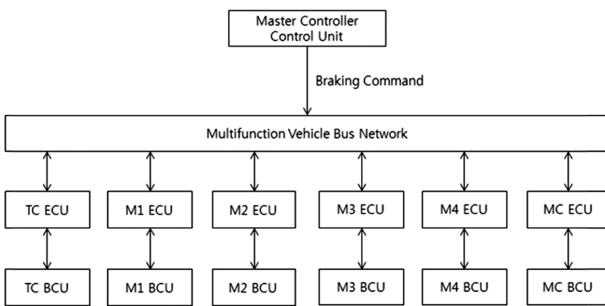 Master Controller
Control Unit
Braking Command
Multifunction Vehicle Bus Network
TC ECU
M1 ECU
M2 ECU
M3 ECU
M4 ECU
MC ECU
TC BCU
M1 BCU
M2 BCU
M3 BCU
M4 BCU
MC BCU